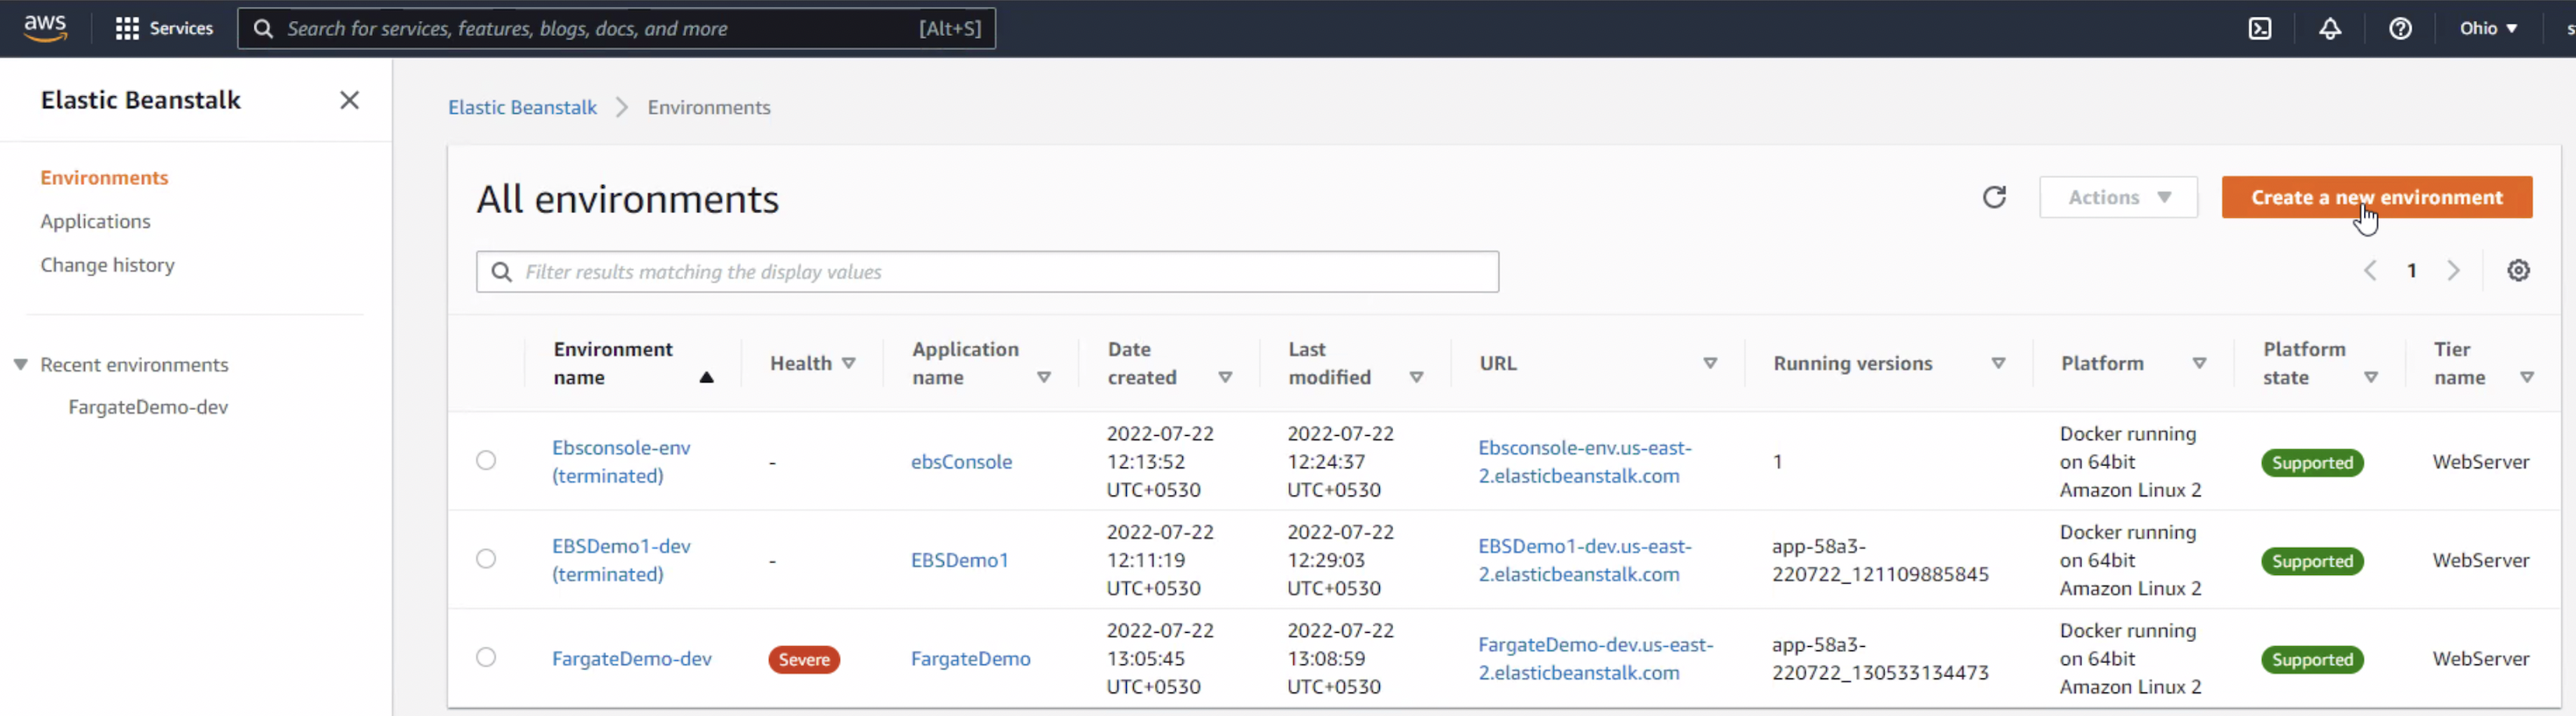 aws
Services
Search for services, features, blogs, docs, and more
[Alt+S]
Ohio
Elastic Beanstalk
Environments
Applications
Change history
Recent environments
FargateDemo-dev
Elastic Beanstalk
Environments
All environments
Actions
Create a new environment
Filter results matching the display values
1
Environment
name
Health
Application
name
Date
created
Last
modified
URL
Running versions
Platform
Platform
state
Tier
name
Ebsconsole-env
(terminated)
-
ebsConsole
2022-07-22
12:13:52
UTC+0530
2022-07-22
12:24:37
UTC+0530
Ebsconsole-env.us-east-
2.elasticbeanstalk.com
1
Docker running
on 64bit
Amazon Linux 2
Supported
WebServer
EBSDemo1-dev
(terminated)
-
EBSDemo1
2022-07-22
12:11:19
UTC+0530
2022-07-22
12:29:03
UTC+0530
EBSDemo1-dev.us-east-
2.elasticbeanstalk.com
app-58a3-
220722_121109885845
Docker running
on 64bit
Amazon Linux 2
Supported
WebServer
FargateDemo-dev
Severe
FargateDemo
2022-07-22
13:05:45
UTC+0530
2022-07-22
13:08:59
UTC+0530
FargateDemo-dev.us-east-
2.elasticbeanstalk.com
app-58a3-
220722_130533134473
Docker running
on 64bit
Amazon Linux 2
Supported
WebServer